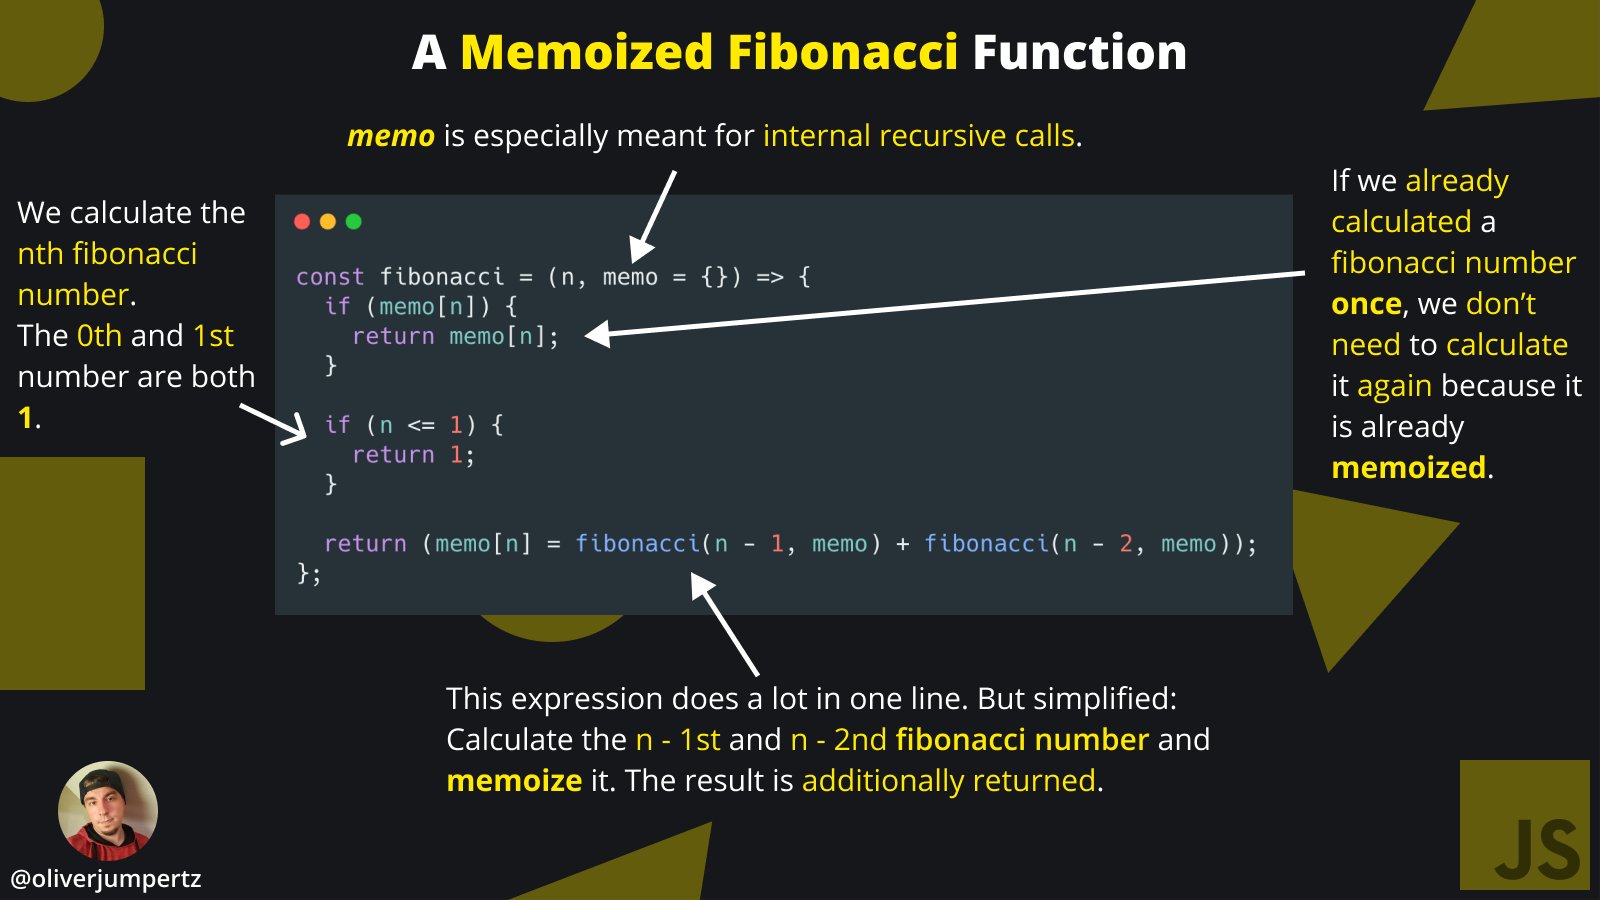 A Memoized Fibonacci Function
memo is especially meant for internal recursive calls.
We calculate the
nth fibonacci
number.
The 0th and 1st
number are both
1.
const fibonacci = (n, memo = {}) => {
  if (memo[n]) {
    return memo[n];
  }

  if (n <= 1) {
    return 1;
  }

  return (memo[n] = fibonacci(n - 1, memo) + fibonacci(n - 2, memo));
};
If we already
calculated a
fibonacci number
once, we don’t
need to calculate
it again because it
is already
memoized.
This expression does a lot in one line. But simplified:
Calculate the n - 1st and n - 2nd fibonacci number and
memoize it. The result is additionally returned.
@oliverjumpertz
JS